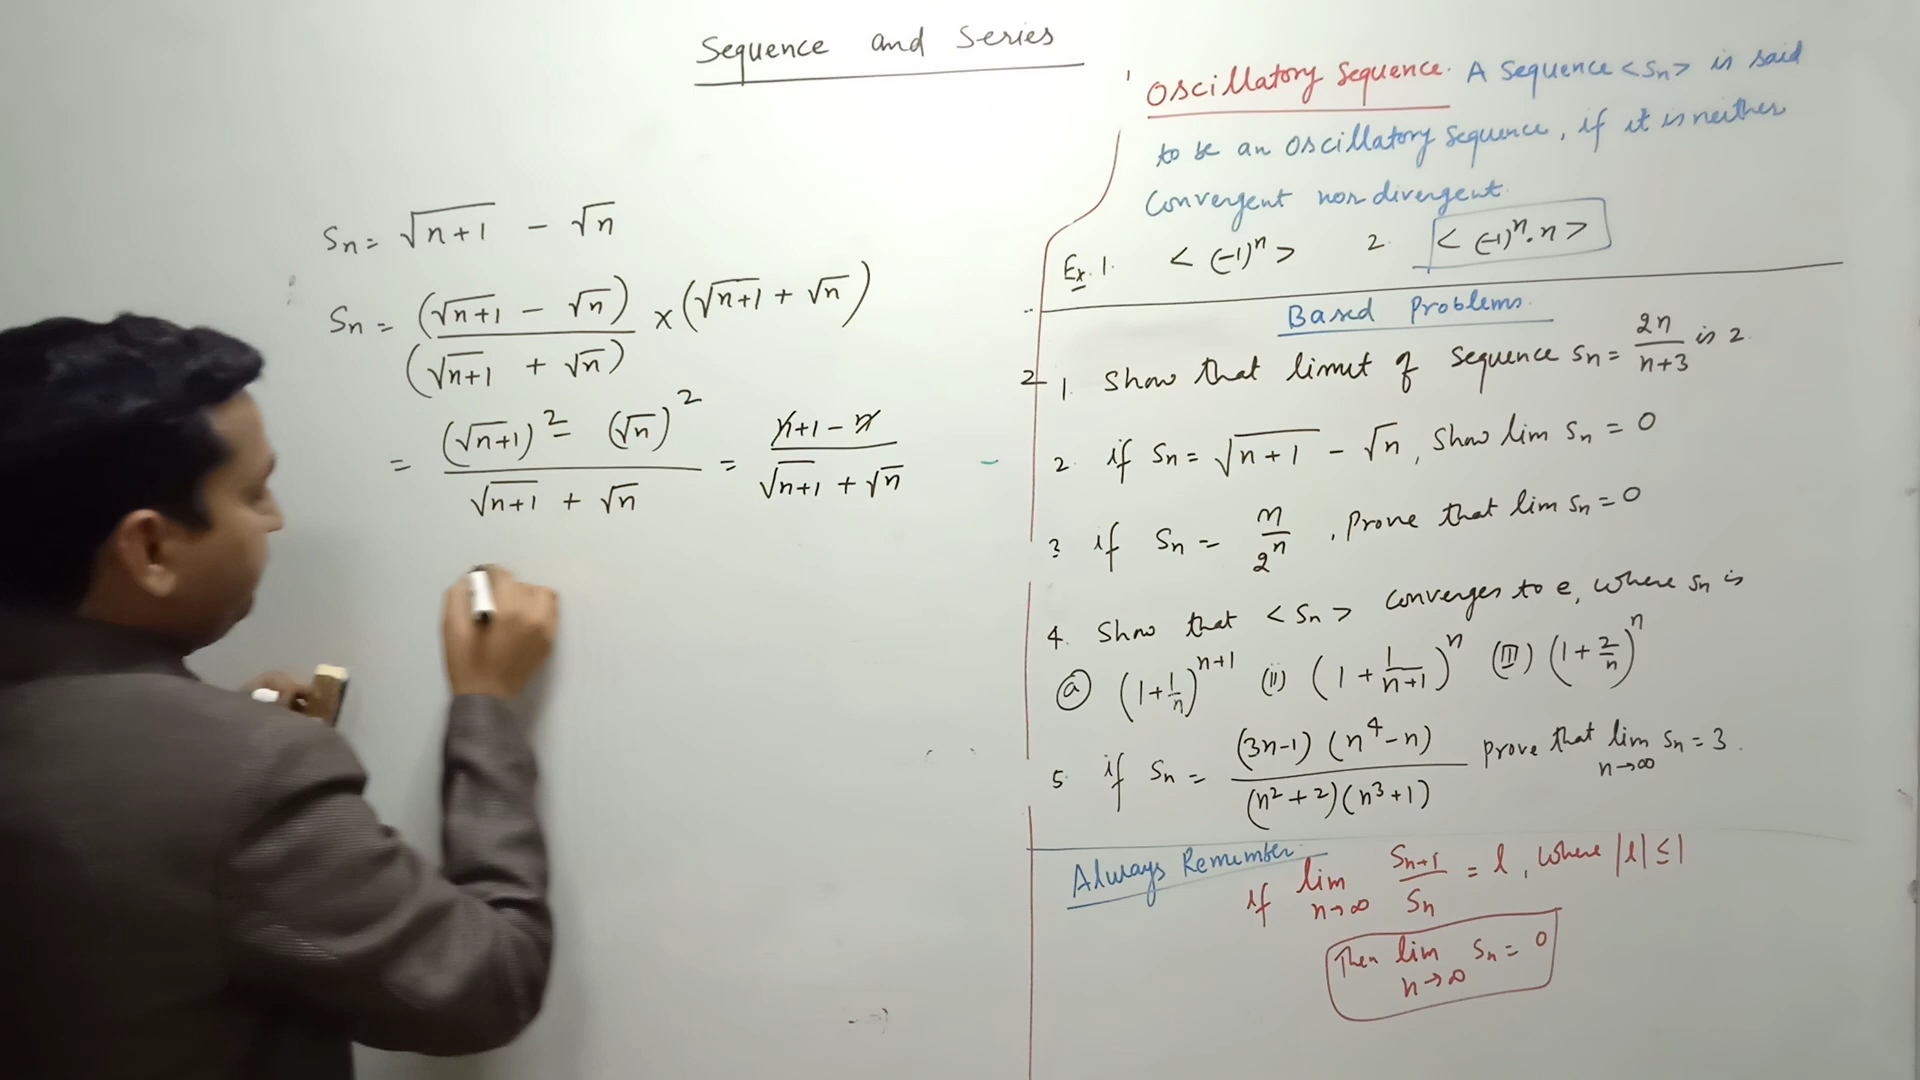 Sequence and Series
Sn = √n+1 - √n
Sn = (√n+1 - √n) / (√n+1 + √n) × (√n+1 + √n)
= (√n+1)² - (√n)² / √n+1 + √n = n+1-n / √n+1 + √n
Oscillatory Sequence. A Sequence <Sn> is said
to be an oscillatory sequence, if it is neither
Convergent nor divergent.
Ex. 1. < (-1)ⁿ > 2. < (-1)ⁿ. n >
Based Problems.
2 1. Show that limit of Sequence Sn = 2n / n+3 is 2.
2. if Sn = √n+1 - √n, Show lim Sn = 0
3 if Sn = n / 2ⁿ, Prove that lim Sn = 0
4. Show that < Sn > Converges to e, where Sn is
(a) (1+1/n)ⁿ⁺¹ (II) (1 + 1/n+1)ⁿ (III) (1+2/n)ⁿ
5. if Sn = (3n-1) (n⁴-n) / (n²+2)(n³+1) prove that lim n→∞ Sn = 3.
Always Remember.
If lim n→∞ Sn+1 / Sn = l, where |l| ≤ 1
Then lim n→∞ Sn = 0